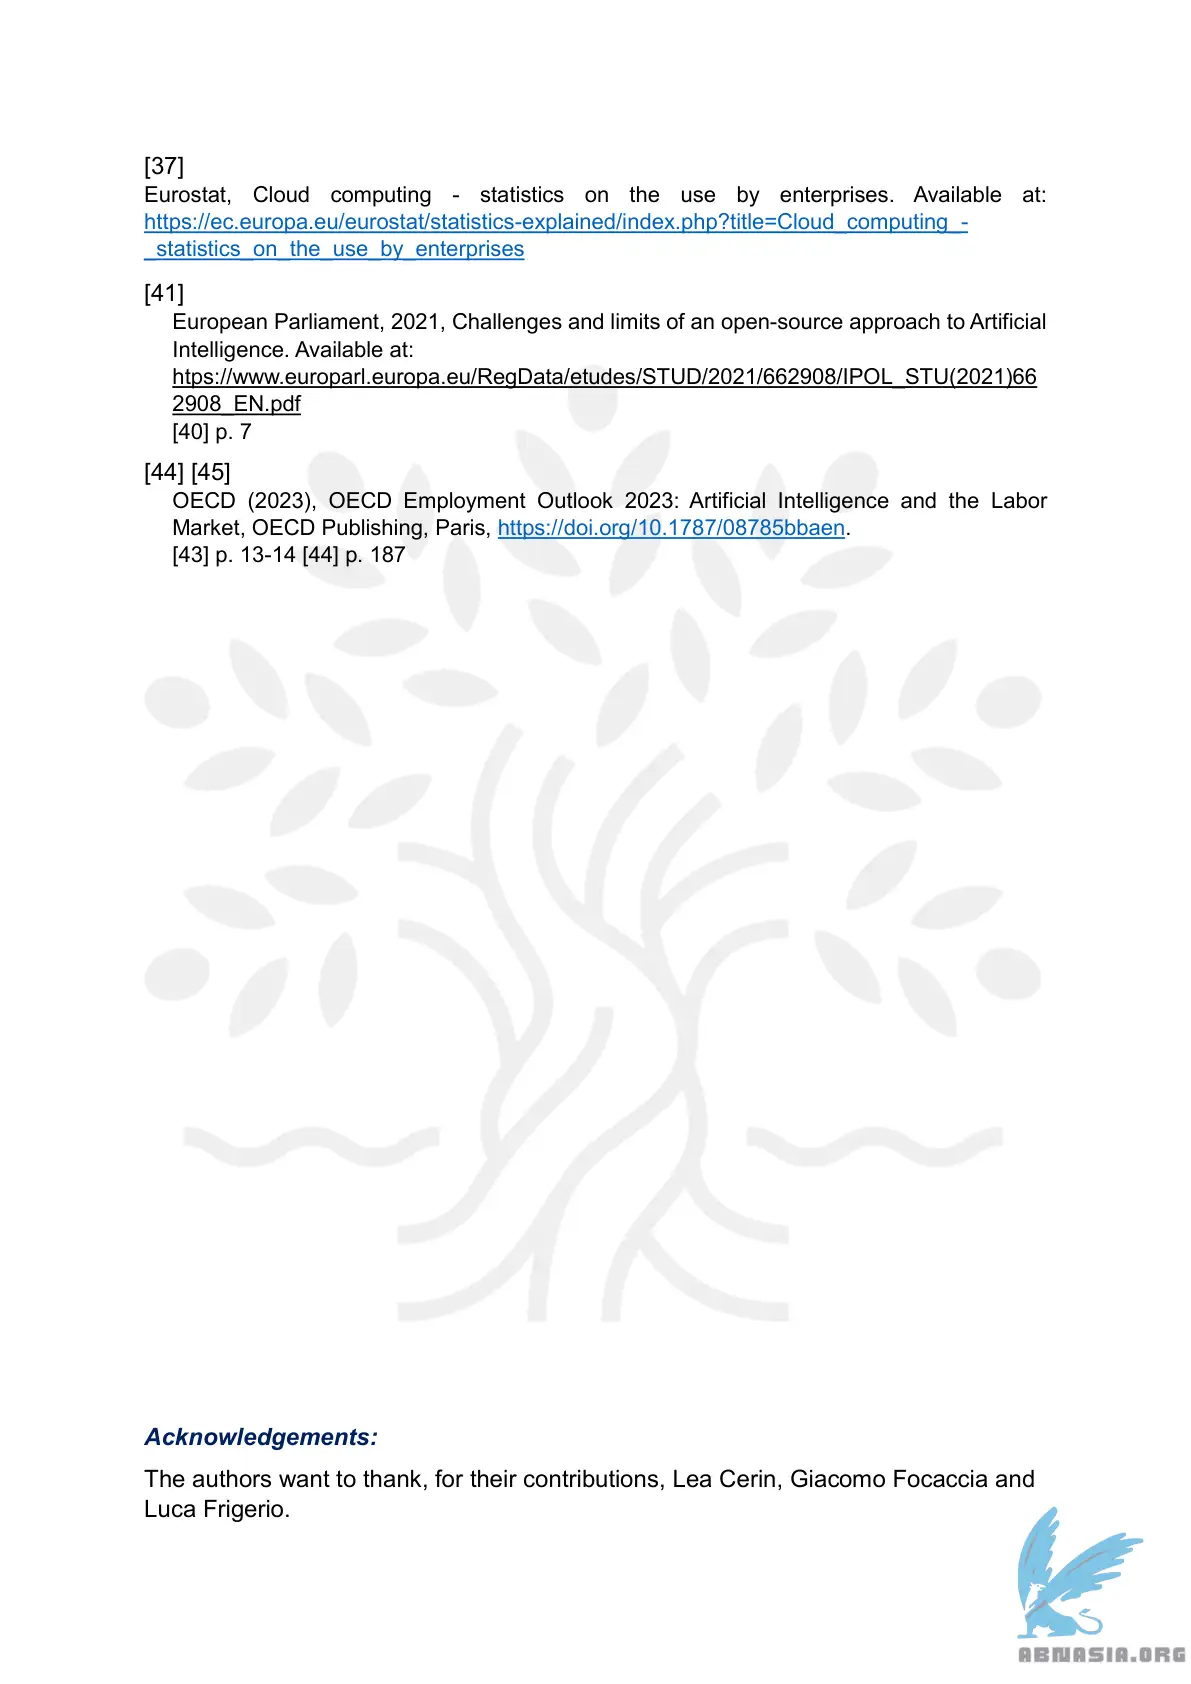 [37]
Eurostat, Cloud computing - statistics on the use by enterprises. Available at:
https://ec.europa.eu/eurostat/statistics-explained/index.php?title=Cloud_computing_-
_statistics_on_the_use_by_enterprises
[41]
European Parliament, 2021, Challenges and limits of an open-source approach to Artificial
Intelligence. Available at:
htps://www.europarl.europa.eu/RegData/etudes/STUD/2021/662908/IPOL_STU(2021)66
2908_EN.pdf
[40] p. 7
[44] [45]
OECD (2023), OECD Employment Outlook 2023: Artificial Intelligence and the Labor
Market, OECD Publishing, Paris, https://doi.org/10.1787/08785bbaen.
[43] p. 13-14 [44] p. 187
Acknowledgements:
The authors want to thank, for their contributions, Lea Cerin, Giacomo Focaccia and
Luca Frigerio.
ABNASIA.ORG